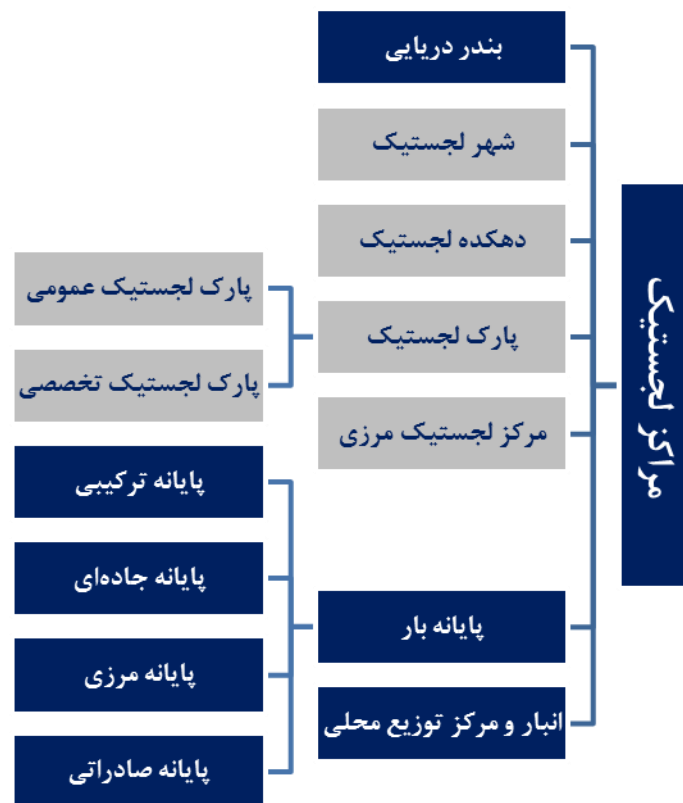 مراکز لجستیک
بندر دریایی
شهر لجستیک
دهکده لجستیک
پارک لجستیک
پارک لجستیک عمومی
پارک لجستیک تخصصی
مرکز لجستیک مرزی
پایانه بار
پایانه ترکیبی
پایانه جاده‌ای
پایانه مرزی
پایانه صادراتی
انبار و مرکز توزیع محلی